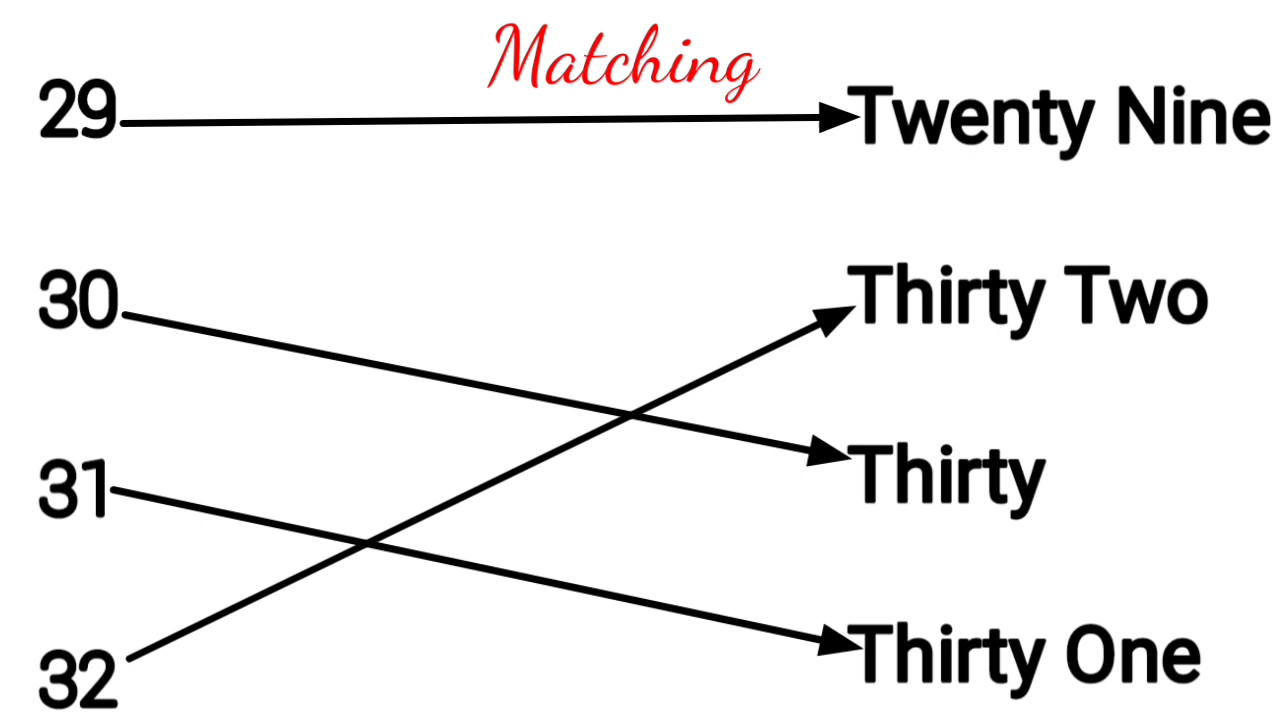 Matching
29 Twenty Nine
30 Thirty Two
31 Thirty
32 Thirty One